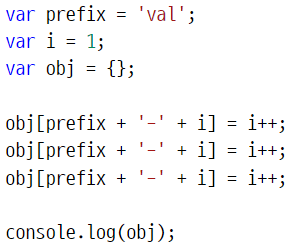 var prefix = 'val';
var i = 1;
var obj = {};
obj[prefix + '-' + i] = i++;
obj[prefix + '-' + i] = i++;
obj[prefix + '-' + i] = i++;
console.log(obj);